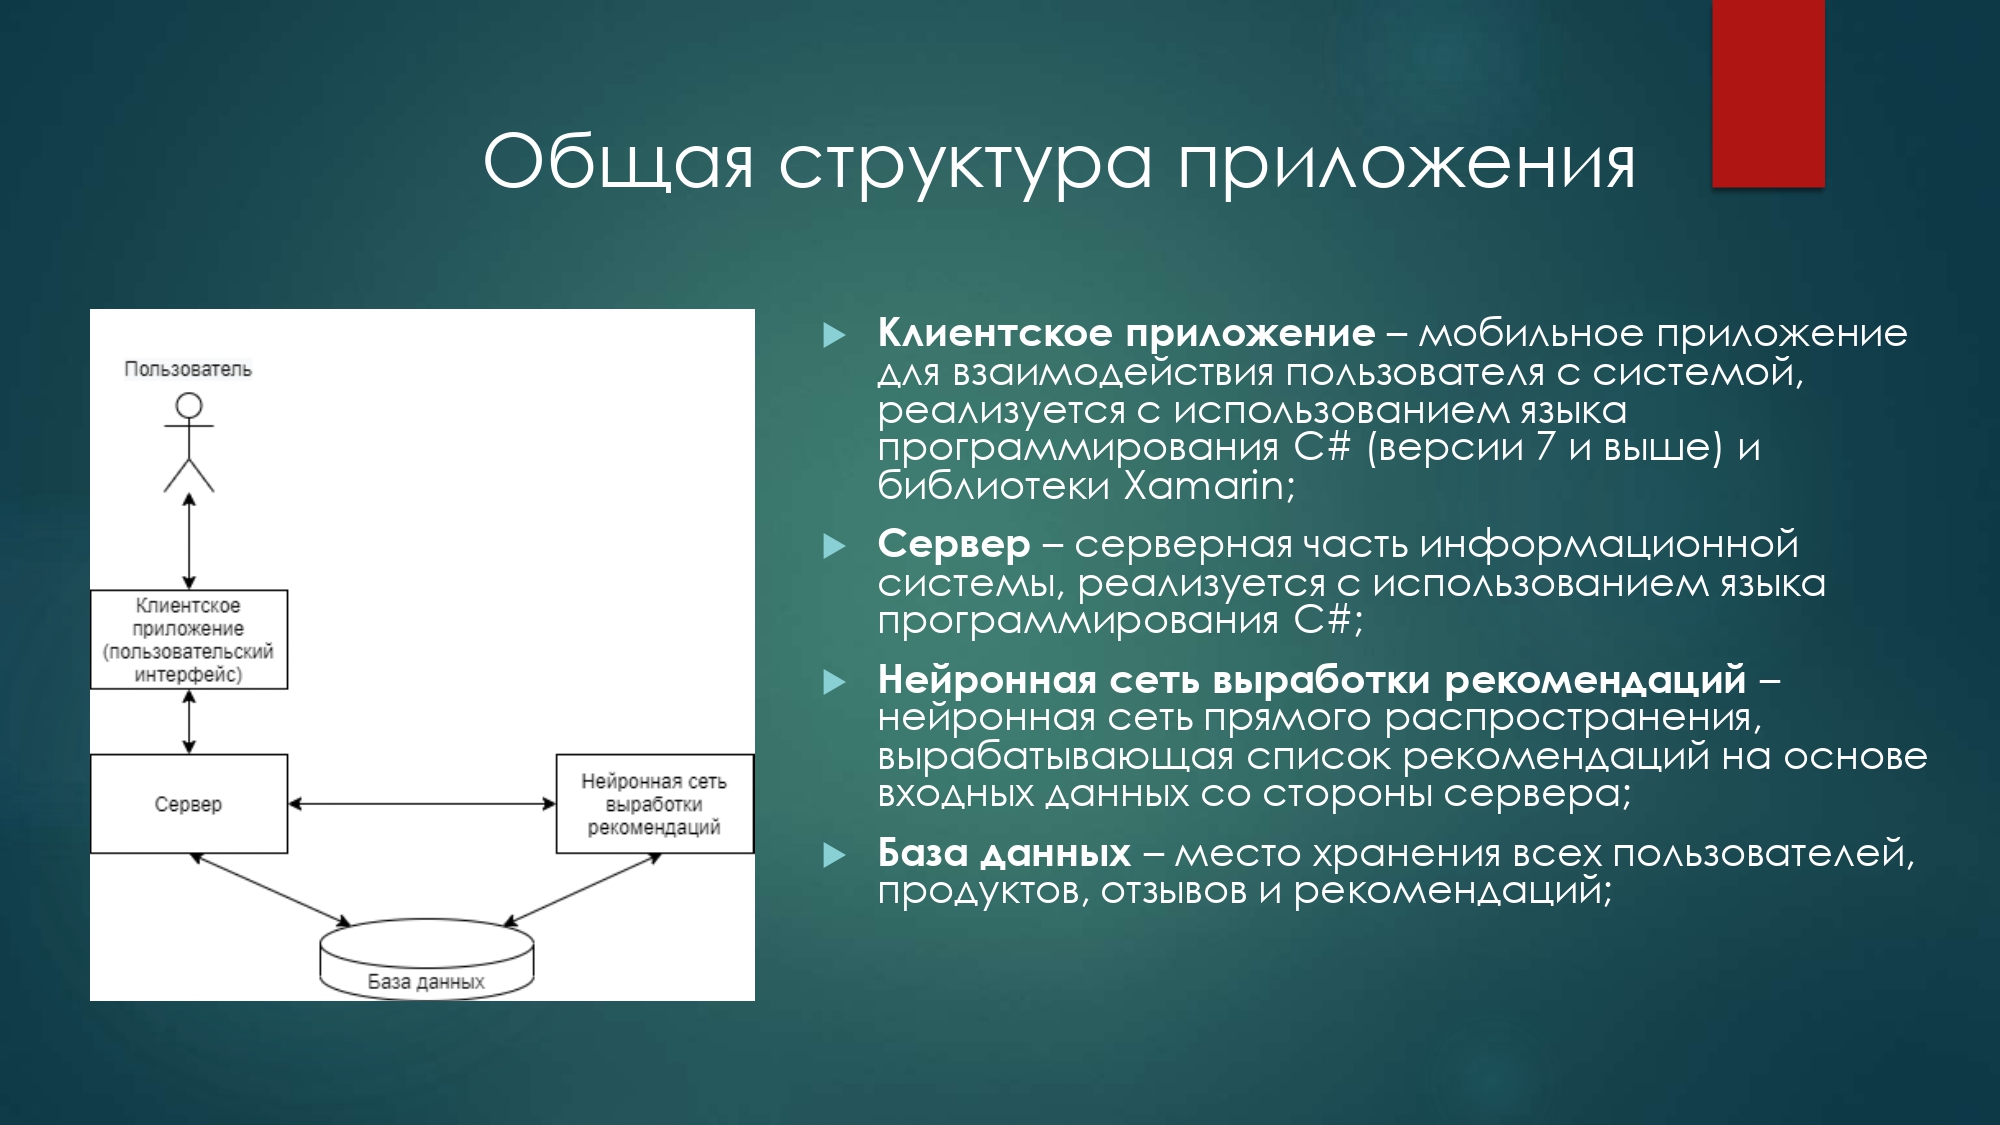 Общая структура приложения
Пользователь
Клиентское
приложение
(пользовательский
интерфейс)
Сервер
Нейронная сеть
выработки
рекомендаций
База данных
Клиентское приложение – мобильное приложение
для взаимодействия пользователя с системой,
реализуется с использованием языка
программирования C# (версии 7 и выше) и
библиотеки Xamarin;
Сервер – серверная часть информационной
системы, реализуется с использованием языка
программирования C#;
Нейронная сеть выработки рекомендаций –
нейронная сеть прямого распространения,
вырабатывающая список рекомендаций на основе
входных данных со стороны сервера;
База данных – место хранения всех пользователей,
продуктов, отзывов и рекомендаций;